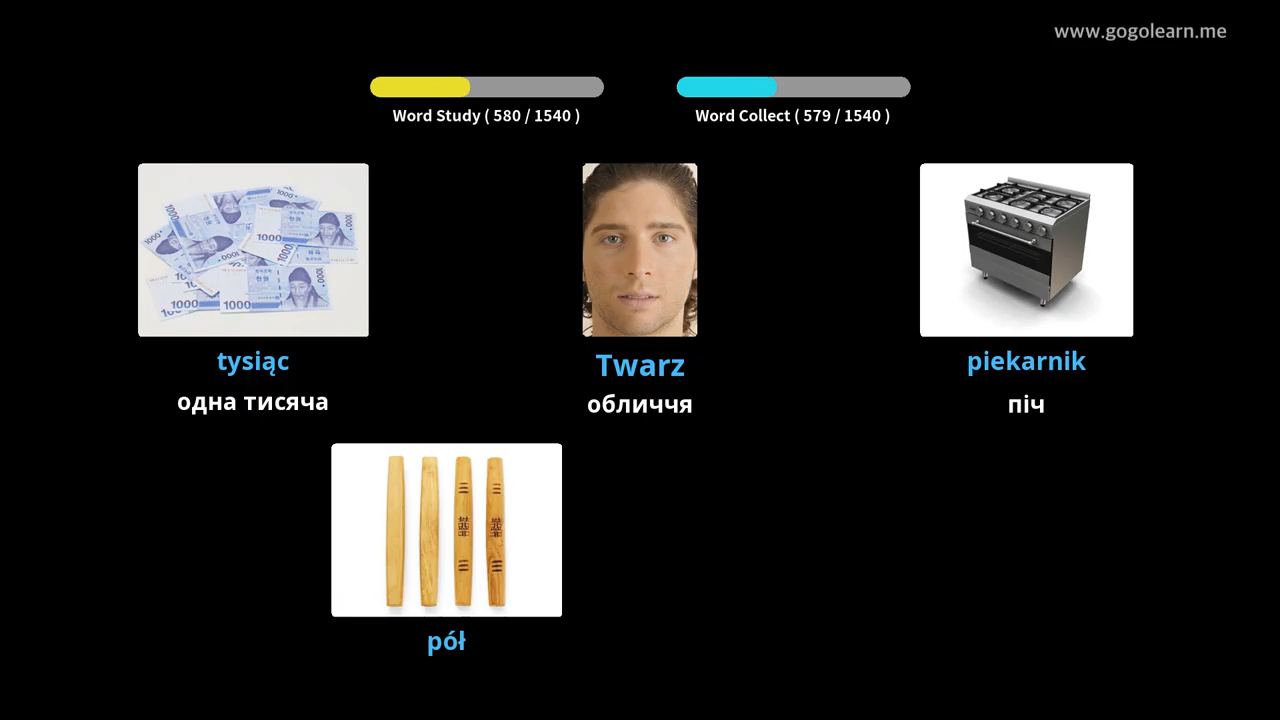 www.gogolearn.me
Word Study ( 580 / 1540 )
Word Collect ( 579 / 1540 )
tysiąc
Twarz
piekarnik
одна тисяча
обличчя
піч
pół